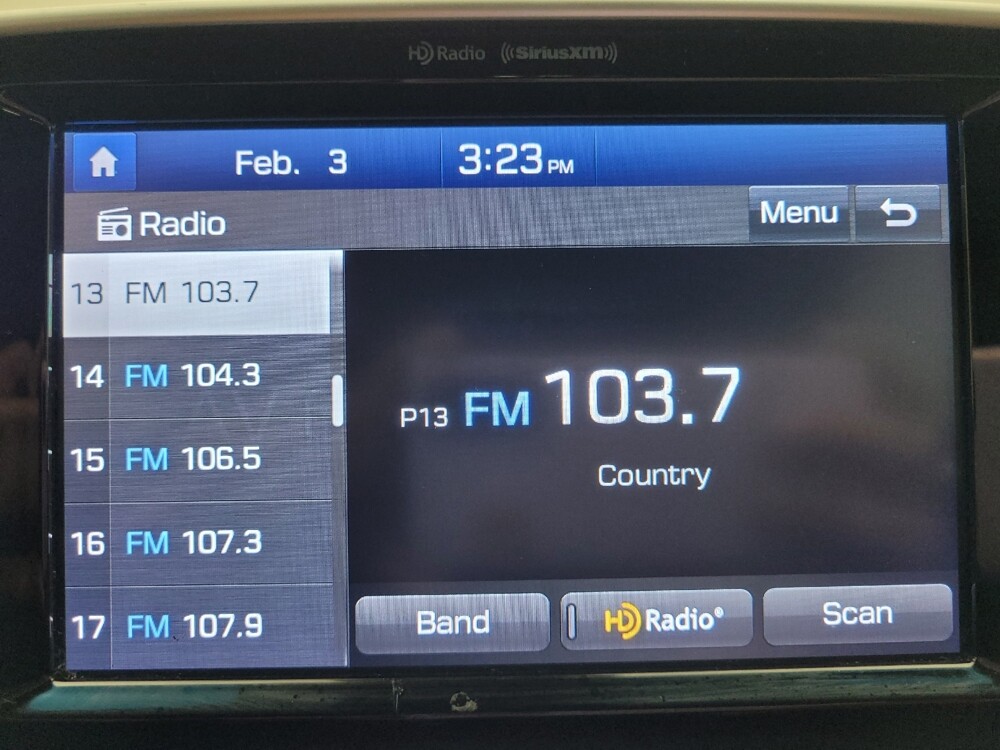 HD Radio ((SiriusXM))
Feb. 3 3:23 PM
Radio Menu
13 FM 103.7
14 FM 104.3
15 FM 106.5
16 FM 107.3
17 FM 107.9
P13 FM 103.7
Country
Band HD Radio® Scan